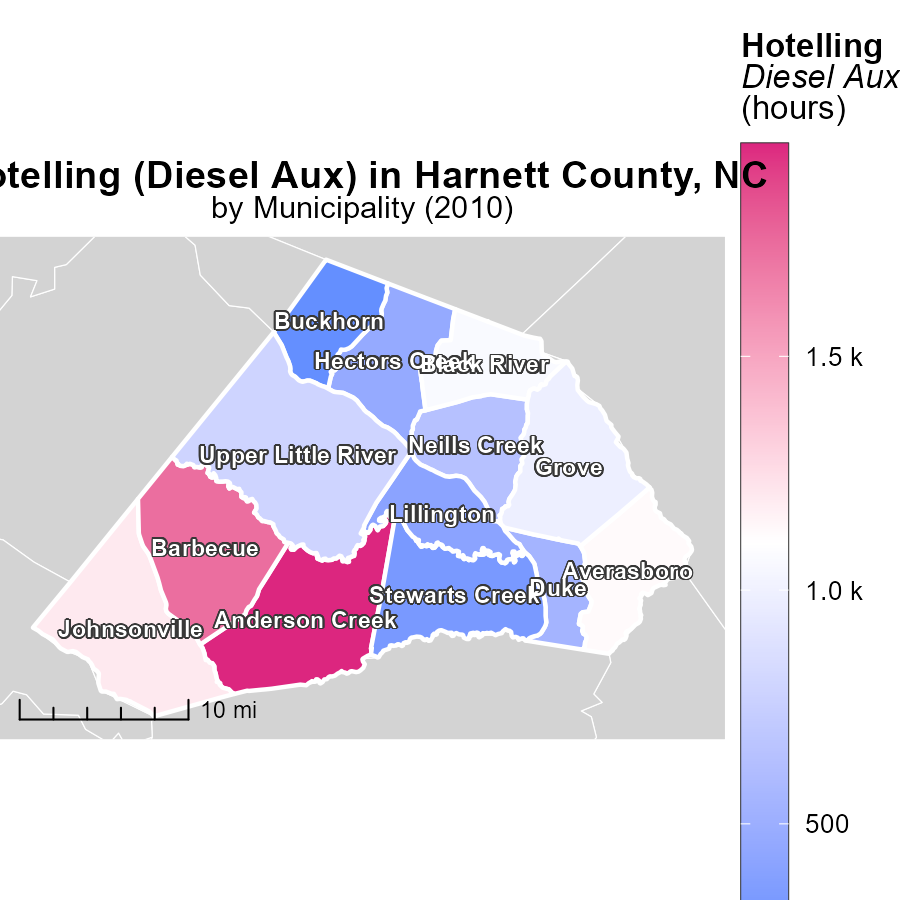 Hotelling
Diesel Aux
(hours)
otelling (Diesel Aux) in Harnett County, NC
by Municipality (2010)
Buckhorn
Hectors Creek
Black River
1.5 k
Neills Creek
Upper Little River
Grove
Lillington
Barbecue
Averasboro
Duke
1.0 k
Stewarts Creek
Anderson Creek
Johnsonville
10 mi
500